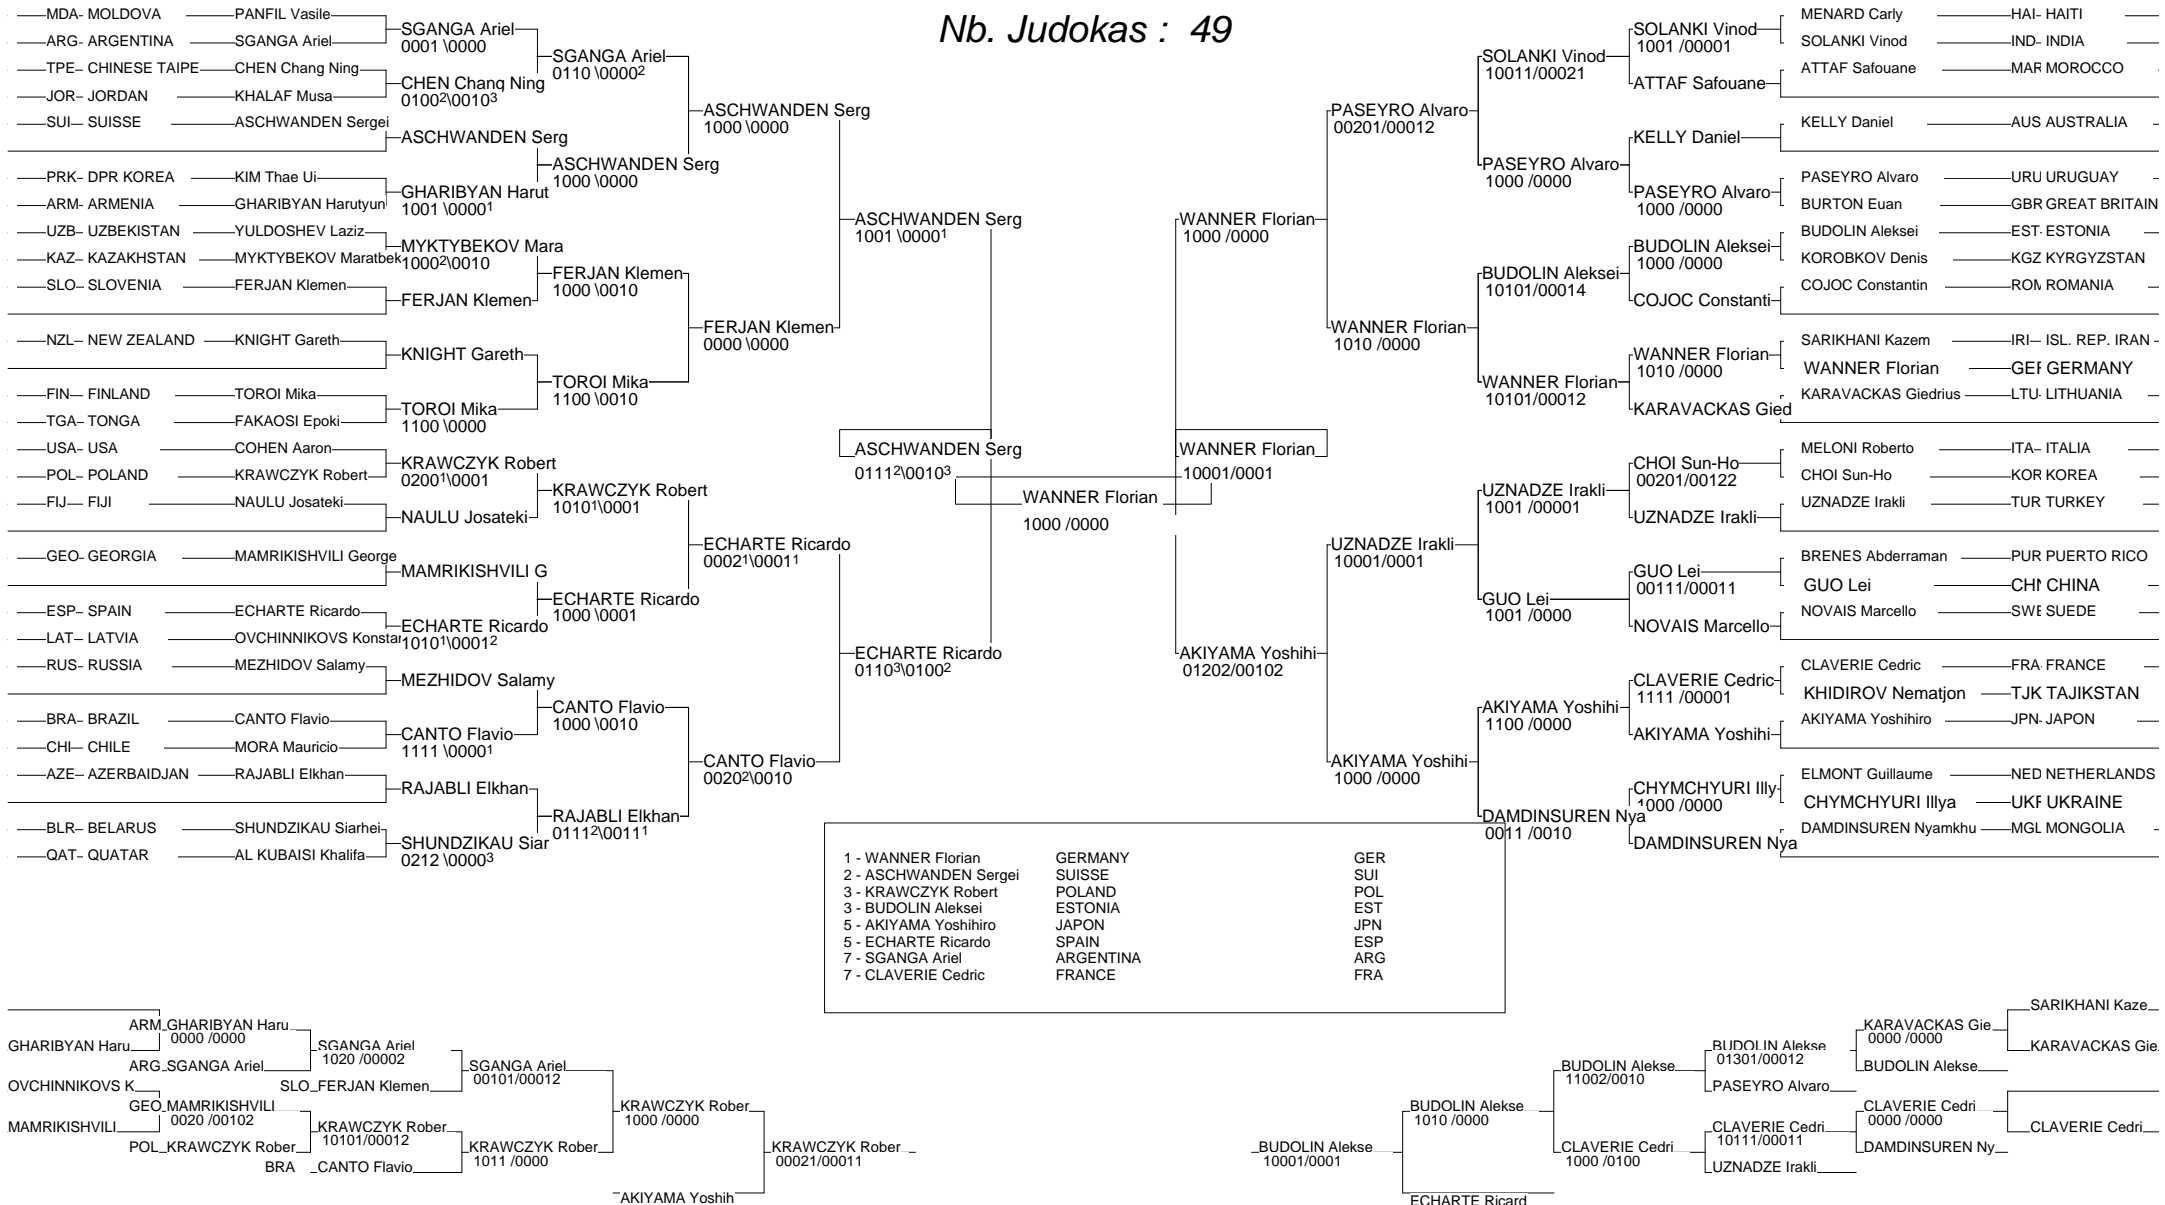 Nb. Judokas : 49
MDA- MOLDOVA PANFIL Vasile
ARG- ARGENTINA SGANGA Ariel
TPE- CHINESE TAIPE CHEN Chang Ning
JOR- JORDAN KHALAF Musa
SUI- SUISSE ASCHWANDEN Sergei
PRK- DPR KOREA KIM Thae Ui
ARM- ARMENIA GHARIBYAN Harutyun
UZB- UZBEKISTAN YULDOSHEV Laziz
KAZ- KAZAKHSTAN MYKTYBEKOV Maratbek
SLO- SLOVENIA FERJAN Klemen
NZL- NEW ZEALAND KNIGHT Gareth
FIN- FINLAND TOROI Mika
TGA- TONGA FAKAOSI Epoki
USA- USA COHEN Aaron
POL- POLAND KRAWCZYK Robert
FIJ- FIJI NAULU Josateki
GEO- GEORGIA MAMRIKISHVILI George
ESP- SPAIN ECHARTE Ricardo
LAT- LATVIA OVCHINNIKOVS Konstan
RUS- RUSSIA MEZHIDOV Salamy
BRA- BRAZIL CANTO Flavio
CHI- CHILE MORA Mauricio
AZE- AZERBAIDJAN RAJABLI Elkhan
BLR- BELARUS SHUNDZIKAU Siarhei
QAT- QUATAR AL KUBAISI Khalifa
SGANGA Ariel
0001 \0000
CHEN Chang Ning
0100² \0010³
ASCHWANDEN Serg
GHARIBYAN Harut
1001 \0000¹
MYKTYBEKOV Mara
1000² \0010
FERJAN Klemen
KNIGHT Gareth
TOROI Mika
1100 \0000
KRAWCZYK Robert
0200¹ \0001
NAULU Josateki
MAMRIKISHVILI G
ECHARTE Ricardo
1010¹ \0001²
MEZHIDOV Salamy
CANTO Flavio
1111 \0000¹
RAJABLI Elkhan
SHUNDZIKAU Siar
0212 \0000³
SGANGA Ariel
0110 \0000²
ASCHWANDEN Serg
1000 \0000
FERJAN Klemen
1000 \0010
TOROI Mika
1100 \0010
KRAWCZYK Robert
1010¹ \0001
ECHARTE Ricardo
1000 \0001
CANTO Flavio
1000 \0010
RAJABLI Elkhan
0111² \0011¹
ASCHWANDEN Serg
1000 \0000
FERJAN Klemen
0000 \0000
ECHARTE Ricardo
0002¹ \0001¹
CANTO Flavio
0020² \0010
ASCHWANDEN Serg
1001 \0000¹
ECHARTE Ricardo
0110³ \0100²
ASCHWANDEN Serg
0111² \0010³
WANNER Florian
1000 /0000
WANNER Florian
10001/0001
WANNER Florian
1000 /0000
AKIYAMA Yoshihi
01202/00102
PASEYRO Alvaro
00201/00012
WANNER Florian
1010 /0000
UZNADZE Irakli
10001/0001
AKIYAMA Yoshihi
1000 /0000
SOLANKI Vinod
10011/00021
PASEYRO Alvaro
1000 /0000
BUDOLIN Aleksei
10101/00014
WANNER Florian
10101/00012
UZNADZE Irakli
1001 /00001
GUO Lei
1001 /0000
AKIYAMA Yoshihi
1100 /0000
DAMDINSUREN Nya
0011 /0010
SOLANKI Vinod
1001 /00001
ATTAF Safouane
KELLY Daniel
PASEYRO Alvaro
1000 /0000
BUDOLIN Aleksei
1000 /0000
COJOC Constanti
WANNER Florian
1010 /0000
KARAVACKAS Gied
CHOI Sun-Ho
00201/00122
UZNADZE Irakli
GUO Lei
00111/00011
NOVAIS Marcello
CLAVERIE Cedric
1111 /00001
AKIYAMA Yoshihi
CHYMCHYURI Illy
1000 /0000
DAMDINSUREN Nya
MENARD Carly HAI- HAITI
SOLANKI Vinod IND- INDIA
ATTAF Safouane MAR MOROCCO
KELLY Daniel AUS AUSTRALIA
PASEYRO Alvaro URU URUGUAY
BURTON Euan GBR GREAT BRITAIN
BUDOLIN Aleksei EST- ESTONIA
KOROBKOV Denis KGZ KYRGYZSTAN
COJOC Constantin ROM ROMANIA
SARIKHANI Kazem IRI- ISL. REP. IRAN
WANNER Florian GER GERMANY
KARAVACKAS Giedrius LTU- LITHUANIA
MELONI Roberto ITA- ITALIA
CHOI Sun-Ho KOR KOREA
UZNADZE Irakli TUR TURKEY
BRENES Abderraman PUR PUERTO RICO
GUO Lei CHN CHINA
NOVAIS Marcello SWE SUEDE
CLAVERIE Cedric FRA- FRANCE
KHIDIROV Nematjon TJK TAJIKSTAN
AKIYAMA Yoshihiro JPN- JAPON
ELMONT Guillaume NED NETHERLANDS
CHYMCHYURI Illya UKR UKRAINE
DAMDINSUREN Nyamkhu MGL MONGOLIA
1 - WANNER Florian GERMANY GER
2 - ASCHWANDEN Sergei SUISSE SUI
3 - KRAWCZYK Robert POLAND POL
3 - BUDOLIN Aleksei ESTONIA EST
5 - AKIYAMA Yoshihiro JAPON JPN
5 - ECHARTE Ricardo SPAIN ESP
7 - SGANGA Ariel ARGENTINA ARG
7 - CLAVERIE Cedric FRANCE FRA
GHARIBYAN Haru
OVCHINNIKOVS K
MAMRIKISHVILI
ARM GHARIBYAN Haru
0000 /0000
ARG SGANGA Ariel
GEO MAMRIKISHVILI
0020 /00102
POL KRAWCZYK Rober
SGANGA Ariel
1020 /00002
SLO FERJAN Klemen
KRAWCZYK Rober
10101/00012
BRA CANTO Flavio
SGANGA Ariel
00101/00012
KRAWCZYK Rober
1011 /0000
KRAWCZYK Rober
1000 /0000
AKIYAMA Yoshih
KRAWCZYK Rober
00021/00011
BUDOLIN Alekse
10001/0001
BUDOLIN Alekse
1010 /0000
ECHARTE Ricard
BUDOLIN Alekse
11002/0010
CLAVERIE Cedri
1000 /0100
BUDOLIN Alekse
01301/00012
PASEYRO Alvaro
CLAVERIE Cedri
10111/00011
UZNADZE Irakli
KARAVACKAS Gie
0000 /0000
BUDOLIN Alekse
CLAVERIE Cedri
0000 /0000
DAMDINSUREN Ny
SARIKHANI Kaze
KARAVACKAS Gie
CLAVERIE Cedri